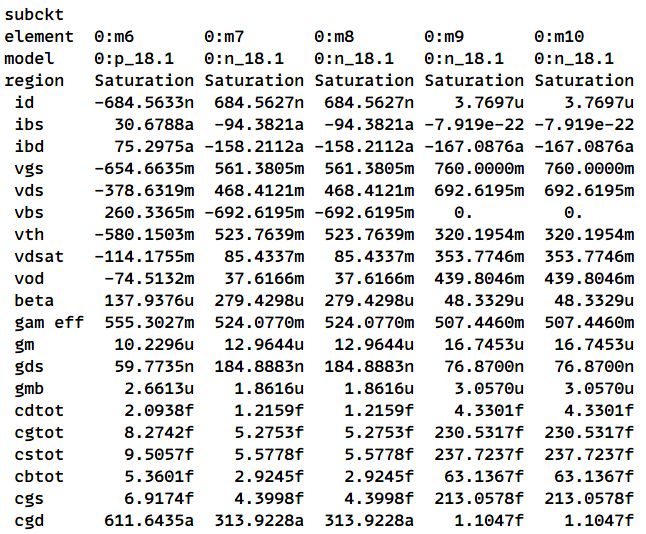 subckt
element  0:m6       0:m7       0:m8       0:m9       0:m10
model    0:p_18.1   0:n_18.1   0:n_18.1   0:n_18.1   0:n_18.1
region   Saturation Saturation Saturation Saturation Saturation
 id      -684.5633n  684.5627n  684.5627n    3.7697u    3.7697u
 ibs       30.6788a  -94.3821a  -94.3821a -7.919e-22 -7.919e-22
 ibd       75.2975a -158.2112a -158.2112a -167.0876a -167.0876a
 vgs     -654.6635m  561.3805m  561.3805m  760.0000m  760.0000m
 vds     -378.6319m  468.4121m  468.4121m  692.6195m  692.6195m
 vbs      260.3365m -692.6195m -692.6195m    0.         0.
 vth     -580.1503m  523.7639m  523.7639m  320.1954m  320.1954m
 vdsat   -114.1755m   85.4337m   85.4337m  353.7746m  353.7746m
 vod      -74.5132m   37.6166m   37.6166m  439.8046m  439.8046m
 beta     137.9376u  279.4298u  279.4298u   48.3329u   48.3329u
 gam eff  555.3027m  524.0770m  524.0770m  507.4460m  507.4460m
 gm        10.2296u   12.9644u   12.9644u   16.7453u   16.7453u
 gds       59.7735n  184.8883n  184.8883n   76.8700n   76.8700n
 gmb        2.6613u    1.8616u    1.8616u    3.0570u    3.0570u
 cdtot      2.0938f    1.2159f    1.2159f    4.3301f    4.3301f
 cgtot      8.2742f    5.2753f    5.2753f  230.5317f  230.5317f
 cstot      9.5057f    5.5778f    5.5778f  237.7237f  237.7237f
 cbtot      5.3601f    2.9245f    2.9245f   63.1367f   63.1367f
 cgs        6.9174f    4.3998f    4.3998f  213.0578f  213.0578f
 cgd      611.6435a  313.9228a  313.9228a    1.1047f    1.1047f